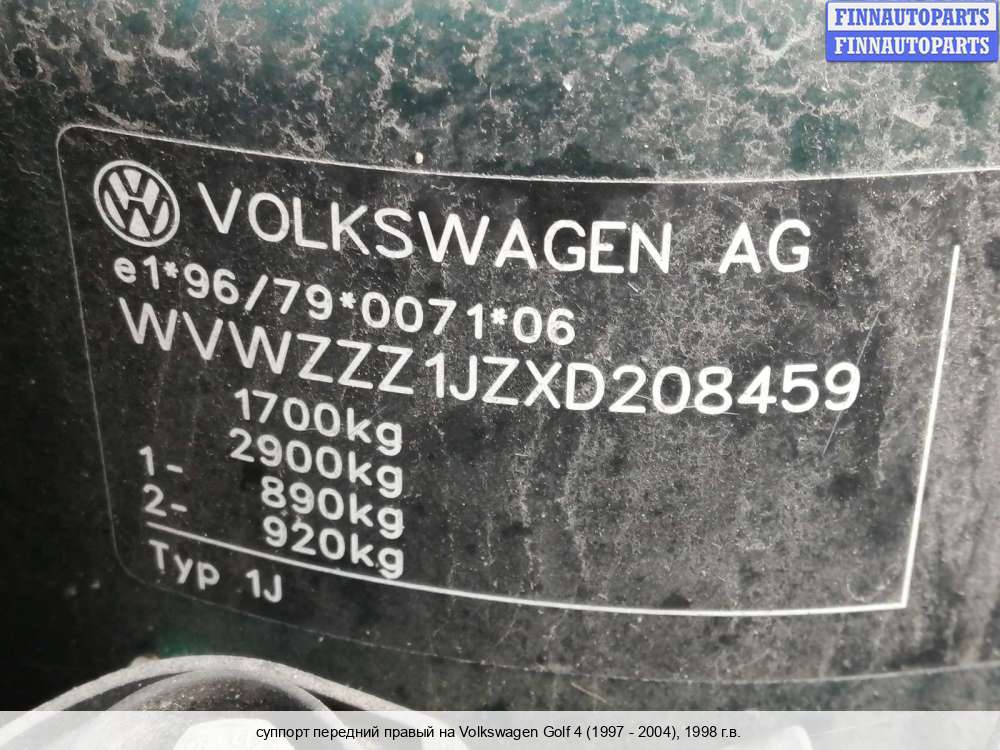 FINNAUTOPARTS
FINNAUTOPARTS
VOLKSWAGEN AG
e1*96/79*0071*06
WVWZZZ1JZXD208459
1700kg
2900kg
1- 890kg
2- 920kg
Typ 1J
суппорт передний правый на Volkswagen Golf 4 (1997 - 2004), 1998 г.в.